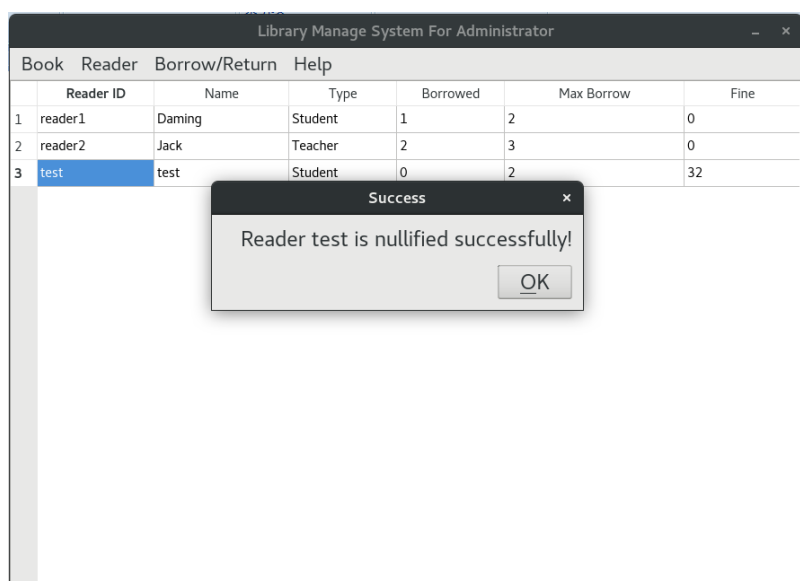 Library Manage System For Administrator
Book Reader Borrow/Return Help
Reader ID Name Type Borrowed Max Borrow Fine
1 reader1 Daming Student 1 2 0
2 reader2 Jack Teacher 2 3 0
3 test test Student 0 2 32
Success
Reader test is nullified successfully!
OK